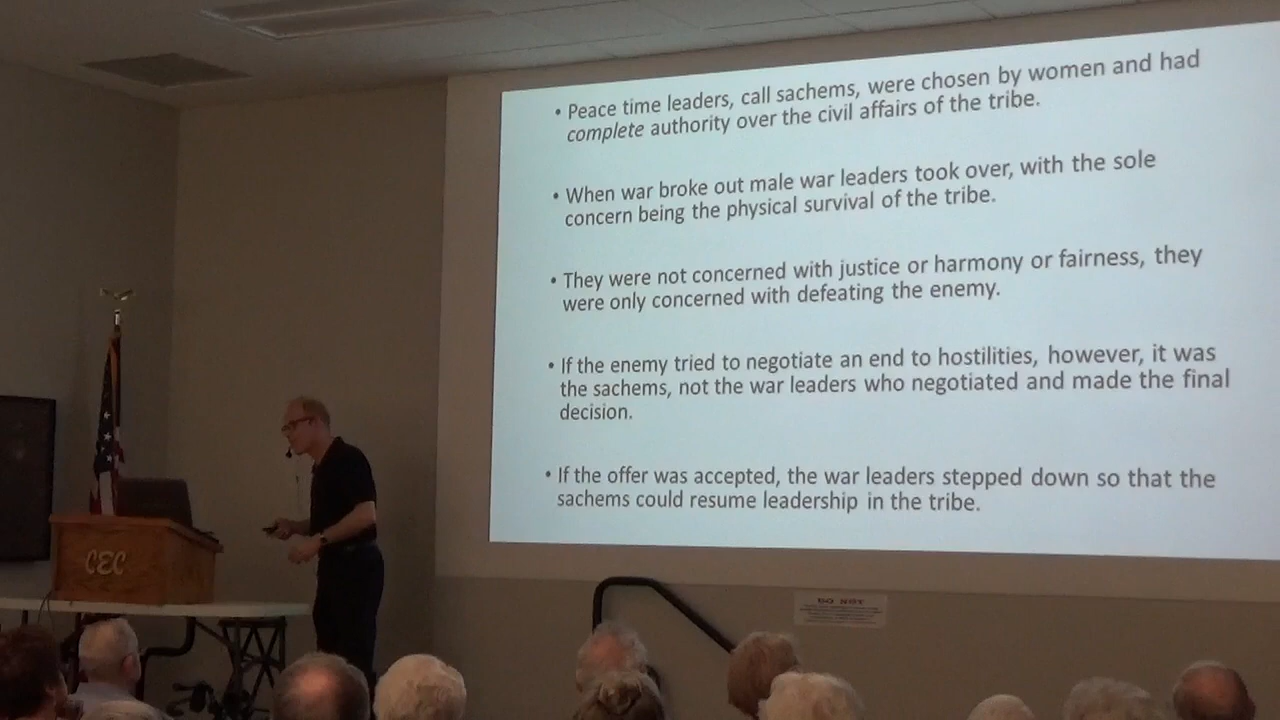 • Peace time leaders, call sachems, were chosen by women and had
complete authority over the civil affairs of the tribe.
• When war broke out male war leaders took over, with the sole
concern being the physical survival of the tribe.
• They were not concerned with justice or harmony or fairness, they
were only concerned with defeating the enemy.
• If the enemy tried to negotiate an end to hostilities, however, it was
the sachems, not the war leaders who negotiated and made the final
decision.
• If the offer was accepted, the war leaders stepped down so that the
sachems could resume leadership in the tribe.
CEC
DO NOT